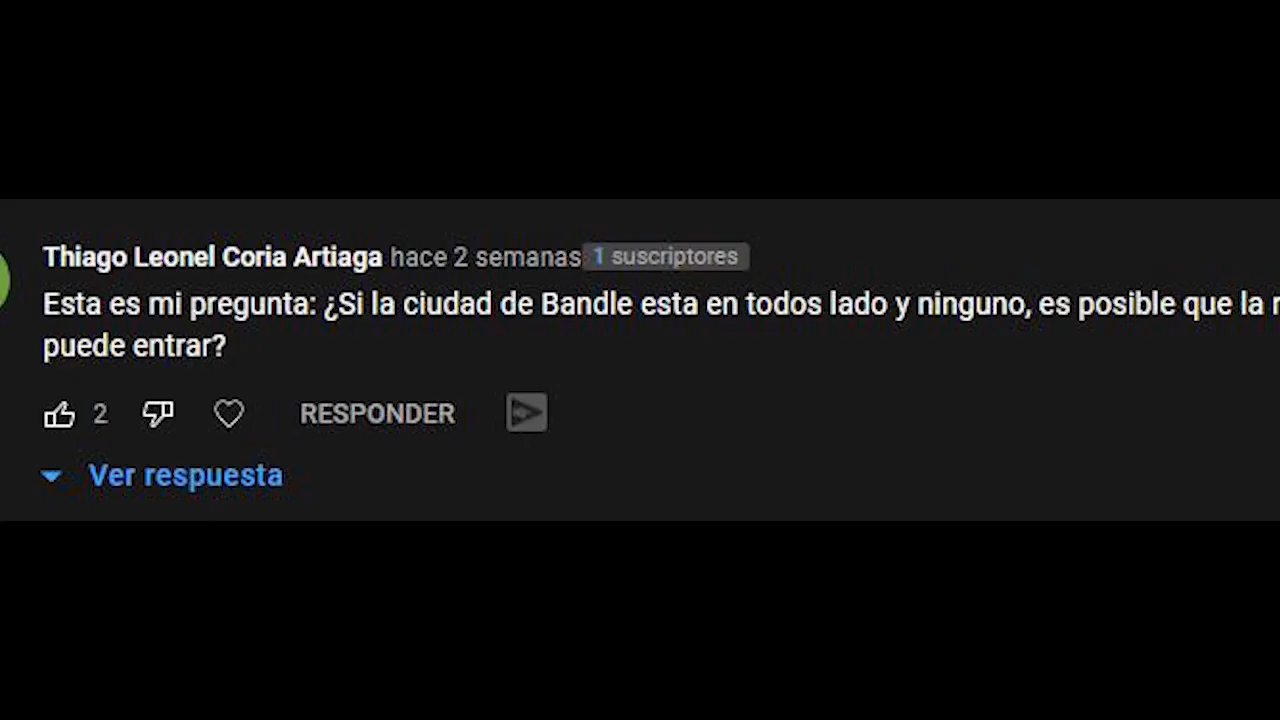 Thiago Leonel Coria Artiaga hace 2 semanas 1 suscriptores
Esta es mi pregunta: ¿Si la ciudad de Bandle esta en todos lado y ninguno, es posible que la
puede entrar?
2 RESPONDER
Ver respuesta